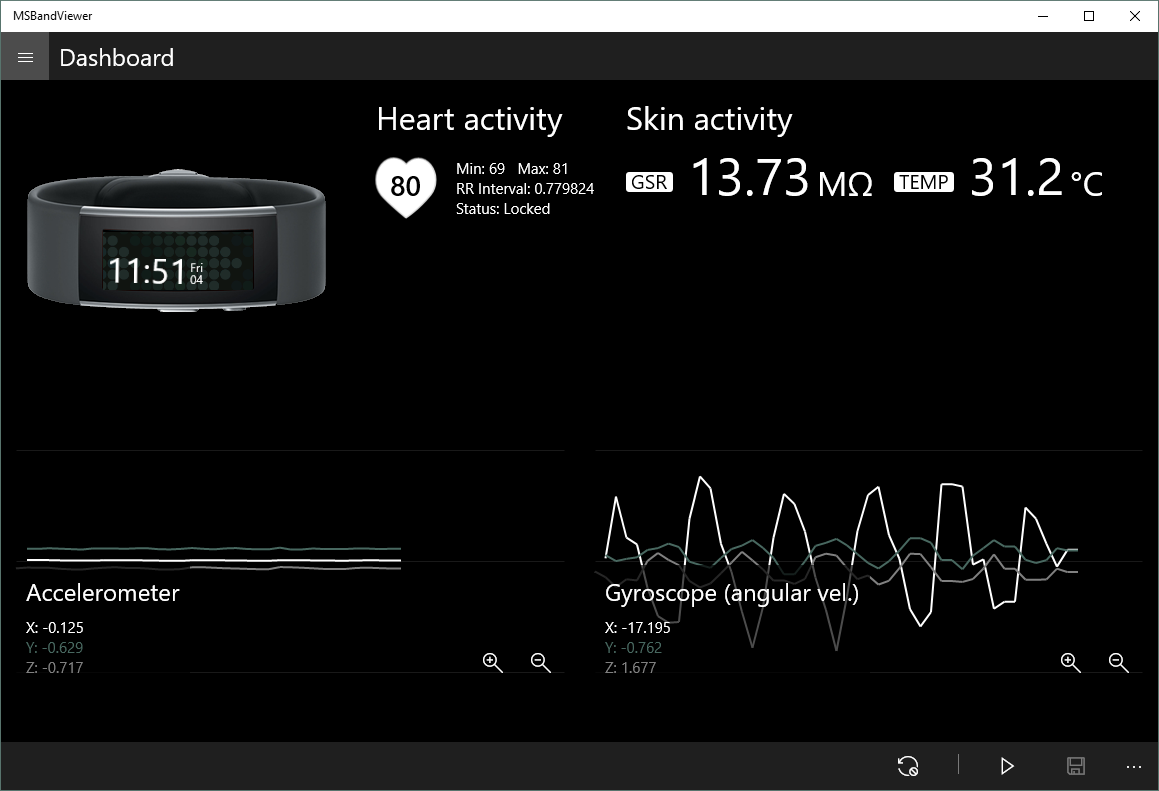 MSBandViewer
Dashboard
Heart activity
80
Min: 69 Max: 81
RR Interval: 0.779824
Status: Locked
Skin activity
GSR 13.73 MΩ TEMP 31.2 °C
11:51 Fri
04
Accelerometer
X: -0.125
Y: -0.629
Z: -0.717
Gyroscope (angular vel.)
X: -17.195
Y: -0.762
Z: 1.677